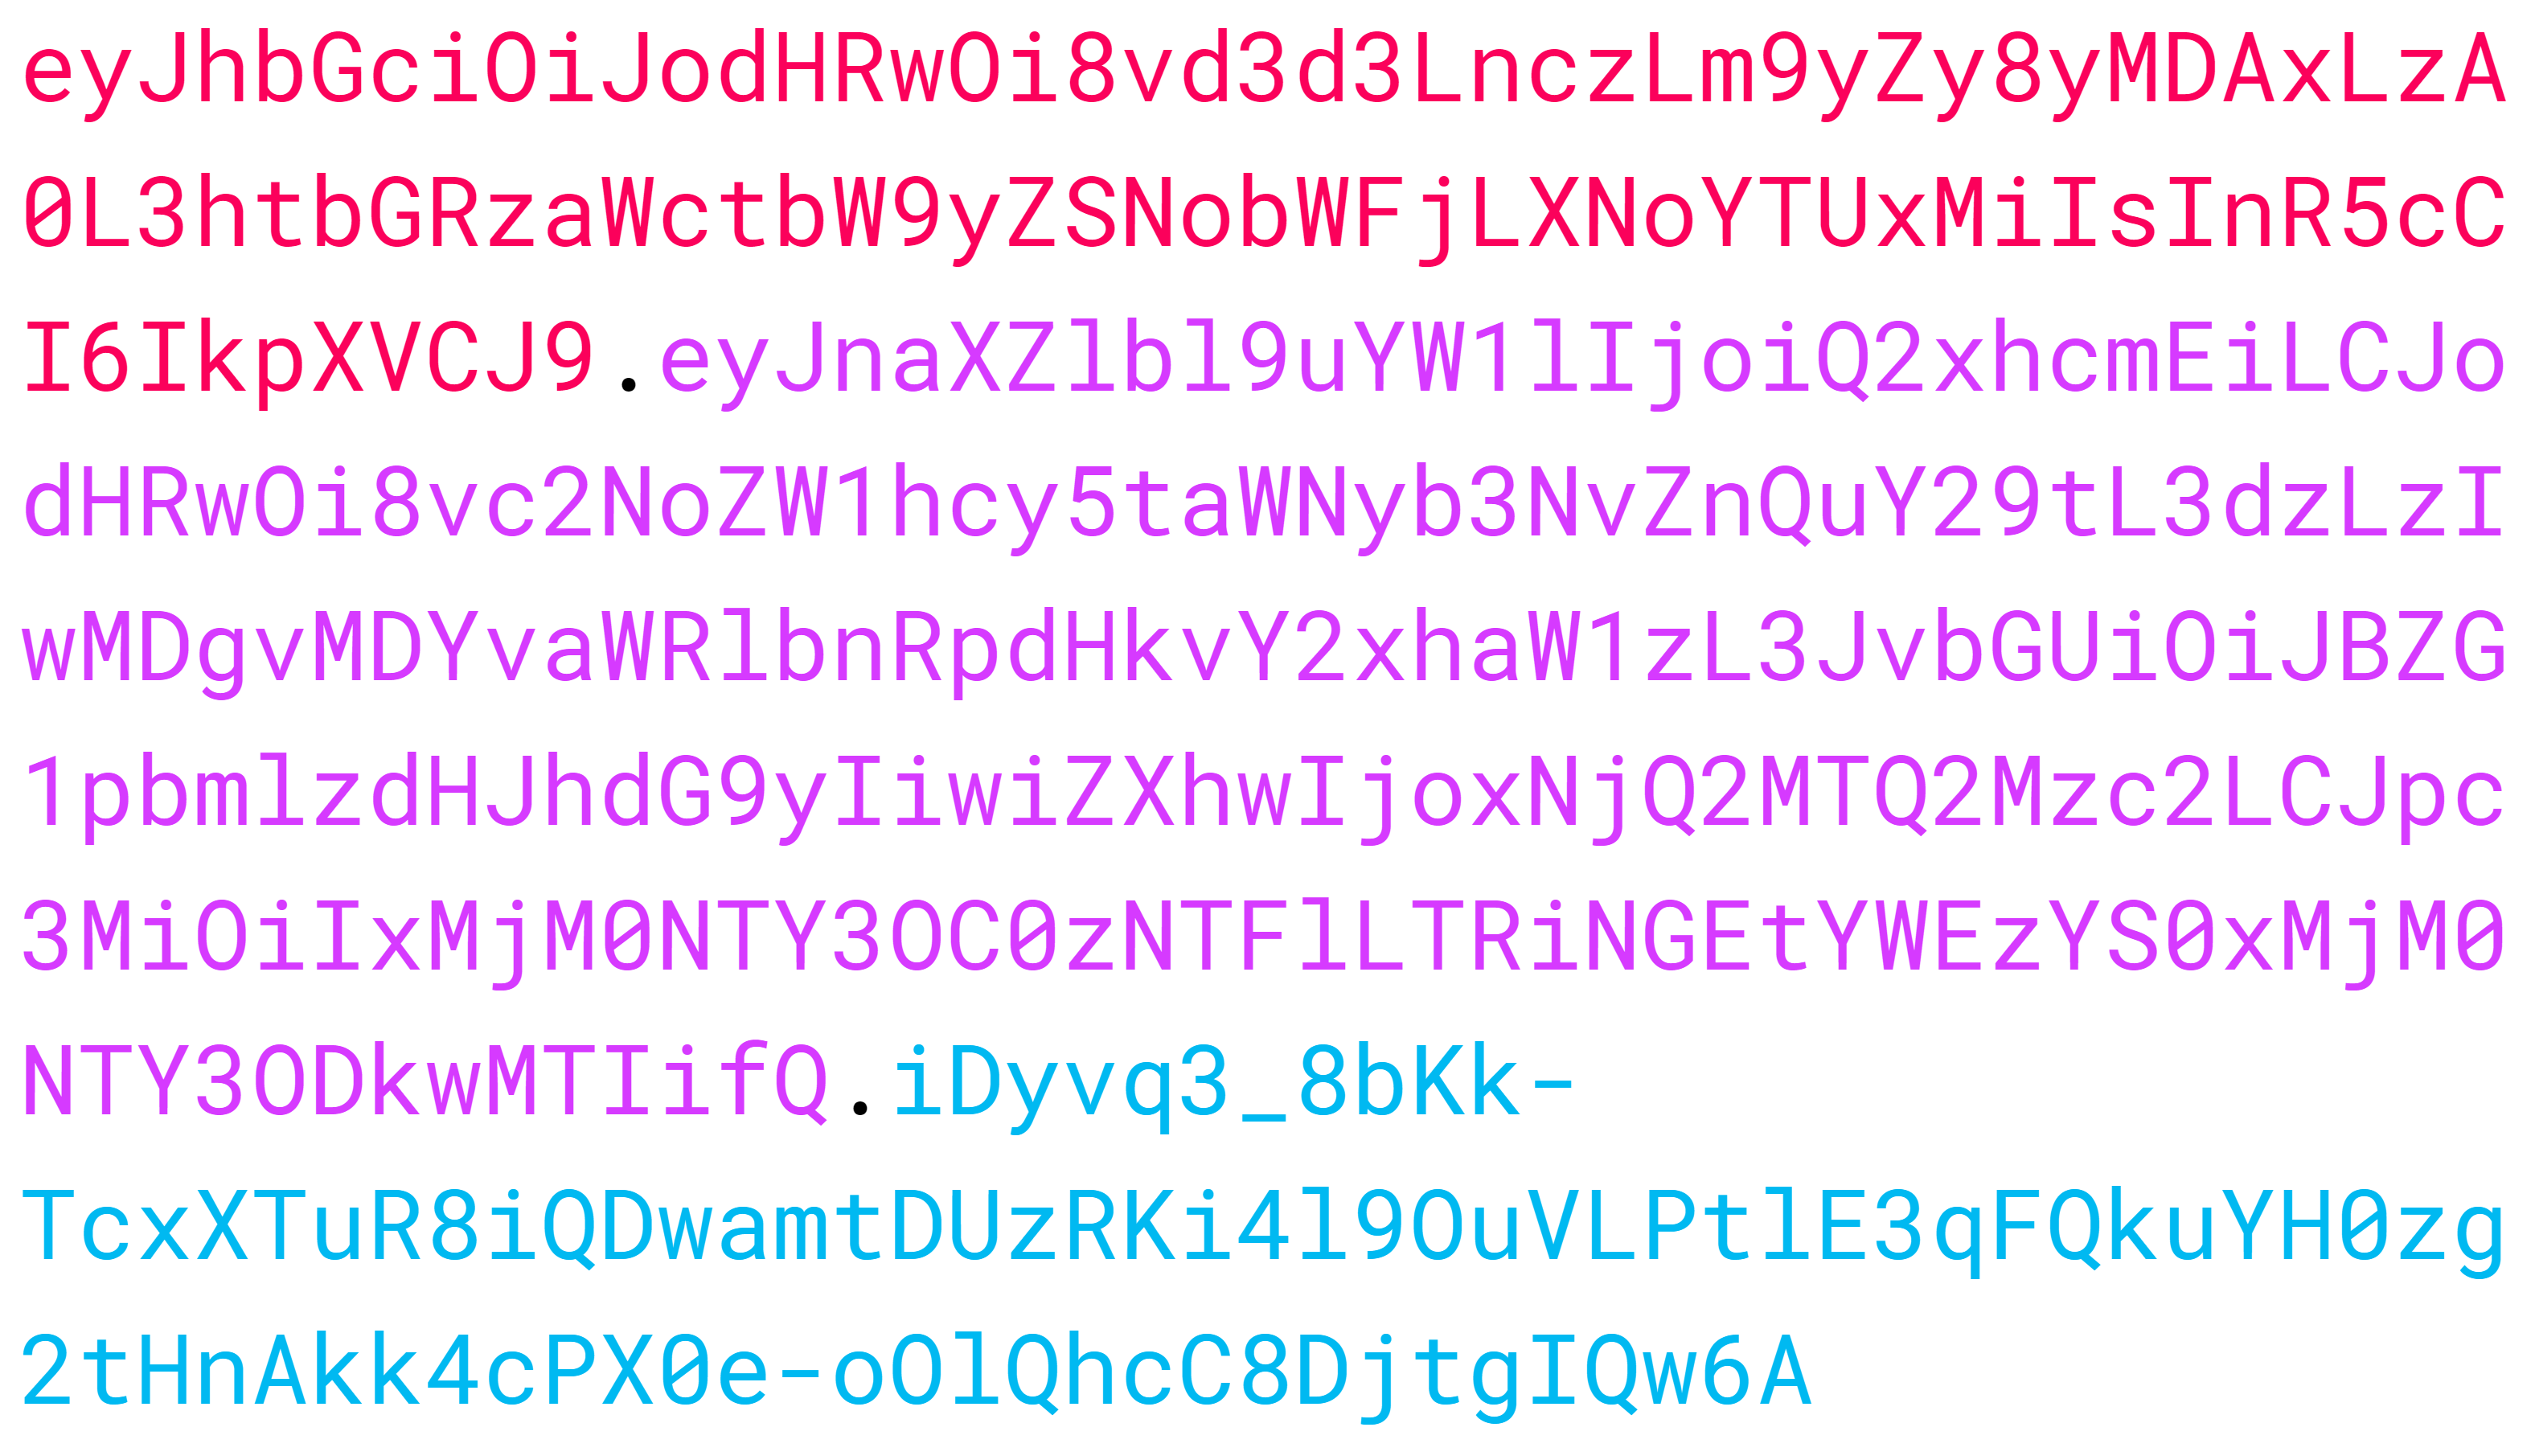 eyJhbGciOiJodHRwOi8vd3d3LnczLm9yZy8yMDAxLzA
0L3htbGRzaWctbW9yZSNobWFjLXNoYTUxMiIsInR5cC
I6IkpXVCJ9.eyJnaXZlbl9uYW1lIjoiQ2xhcmEiLCJo
dHRwOi8vc2NoZW1hcy5taWNyb3NvZnQuY29tL3dzLzI
wMDgvMDYvaWRlbnRpdHkvY2xhaW1zL3JvbGUiOiJBZG
1pbmlzdHJhdG9yIiwiZXhwIjoxNjQ2MTQ2Mzc2LCJpc
3MiOiIxMjM0NTY3OC0zNTFlLTRiNGEtYWEzYS0xMjM0
NTY3ODkwMTIifQ.iDyvq3_8bKk-
TcxXTuR8iQDwamtDUzRKi4l9OuVLPtlE3qFQkuYH0zg
2tHnAkk4cPX0e-oOlQhcC8DjtgIQw6A